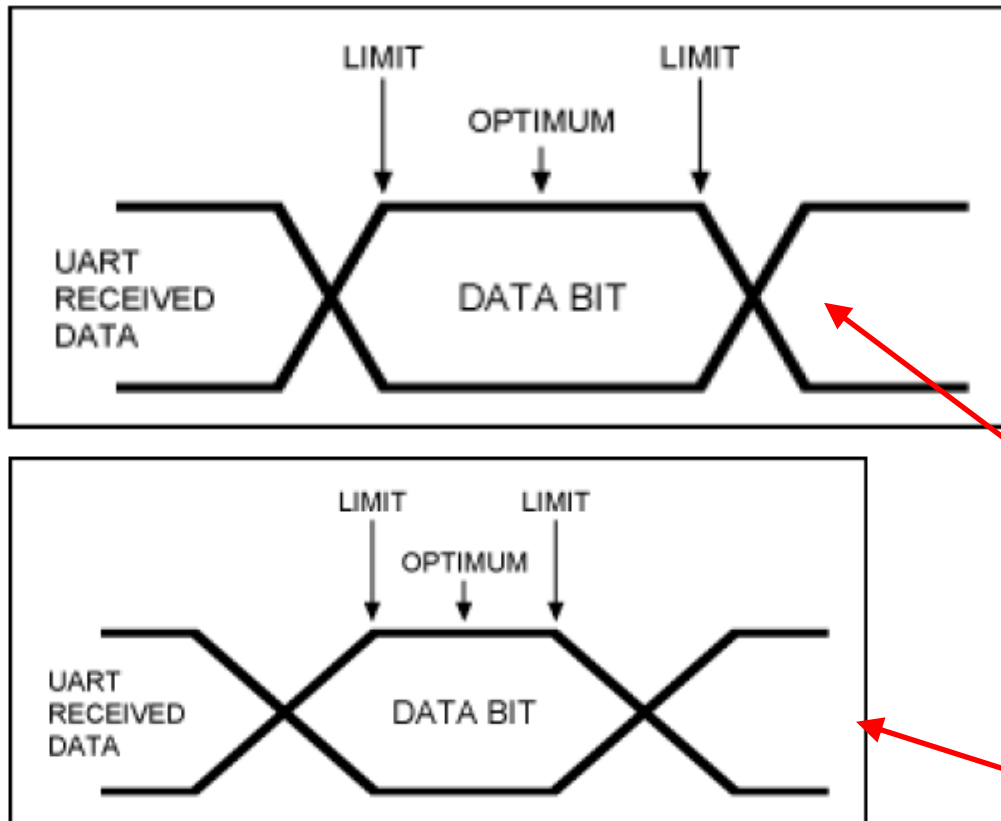 LIMIT LIMIT
OPTIMUM
UART
RECEIVED
DATA
DATA BIT
LIMIT LIMIT
OPTIMUM
UART
RECEIVED
DATA
DATA BIT